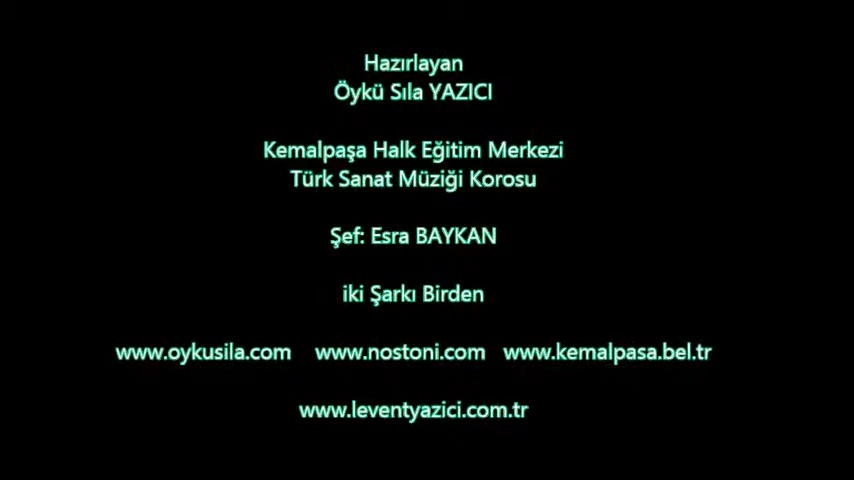 Hazırlayan
Öykü Sıla YAZICI
Kemalpaşa Halk Eğitim Merkezi
Türk Sanat Müziği Korosu
Şef: Esra BAYKAN
iki Şarkı Birden
www.oykusila.com www.nostoni.com www.kemalpasa.bel.tr
www.leventyazici.com.tr